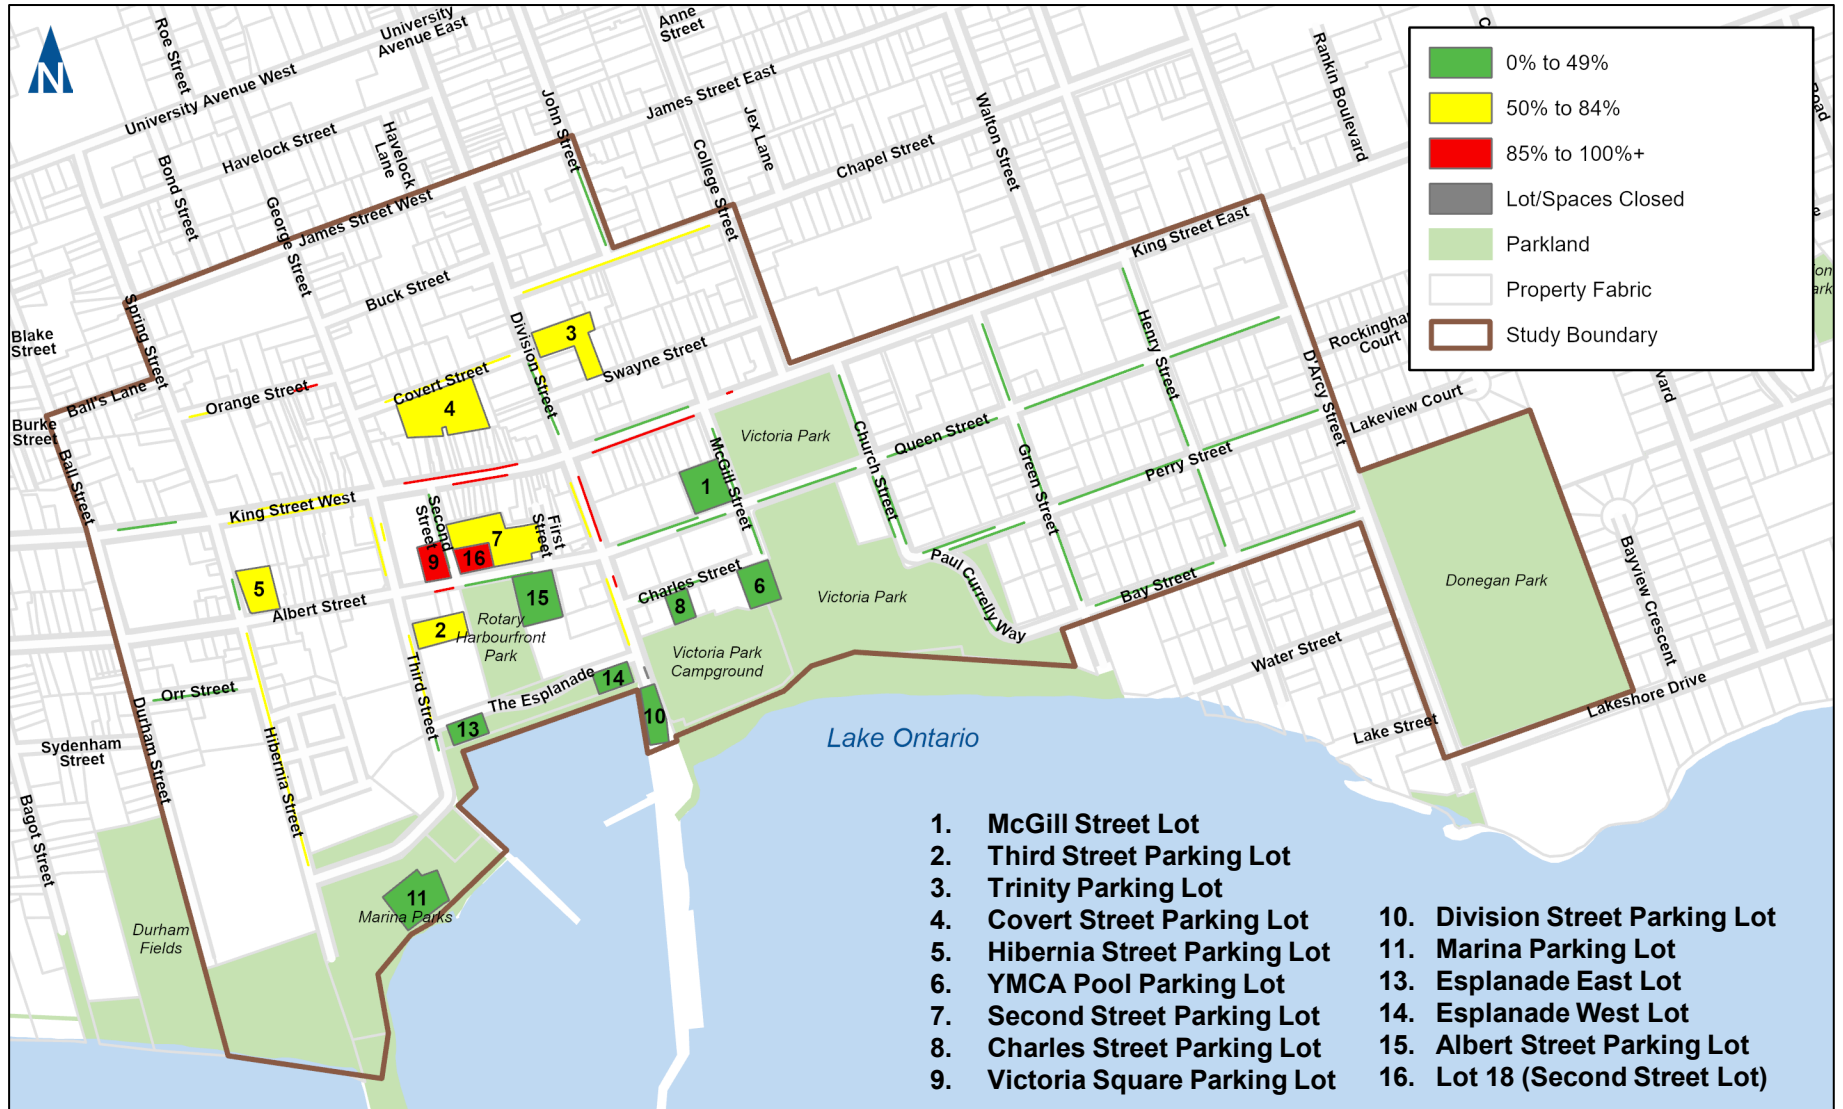 N
Roe Street
University Avenue East
Anne Street
University Avenue West
Havelock Street
Havelock Lane
Bond Street
George Street
James Street West
John Street
James Street East
Jex Lane
College Street
Chapel Street
Walton Street
Rankin Boulevard
King Street East
Buck Street
Spring Street
Blake Street
Ball's Lane
Burke Street
Ball Street
Orange Street
Covert Street
Division Street
Swayne Street
Henry Street
Rockingham Court
D'Arcy Street
Lakeview Court
King Street West
Second Street
First Street
McGill Street
Victoria Park
Church Street
Queen Street
Green Street
Perry Street
Albert Street
Charles Street
Paul Currelly Way
Bay Street
Donegan Park
Bayview Crescent
Rotary Harbourfront Park
Victoria Park
Victoria Park Campground
Water Street
Orr Street
Third Street
The Esplanade
Lakeshore Drive
Lake Street
Sydenham Street
Durham Street
Hibernia Street
Bagot Street
Lake Ontario
Durham Fields
Marina Parks
1
2
3
4
5
6
7
8
9
10
11
13
14
15
16
0% to 49%
50% to 84%
85% to 100%+
Lot/Spaces Closed
Parkland
Property Fabric
Study Boundary
1. McGill Street Lot
2. Third Street Parking Lot
3. Trinity Parking Lot
4. Covert Street Parking Lot
5. Hibernia Street Parking Lot
6. YMCA Pool Parking Lot
7. Second Street Parking Lot
8. Charles Street Parking Lot
9. Victoria Square Parking Lot
10. Division Street Parking Lot
11. Marina Parking Lot
13. Esplanade East Lot
14. Esplanade West Lot
15. Albert Street Parking Lot
16. Lot 18 (Second Street Lot)